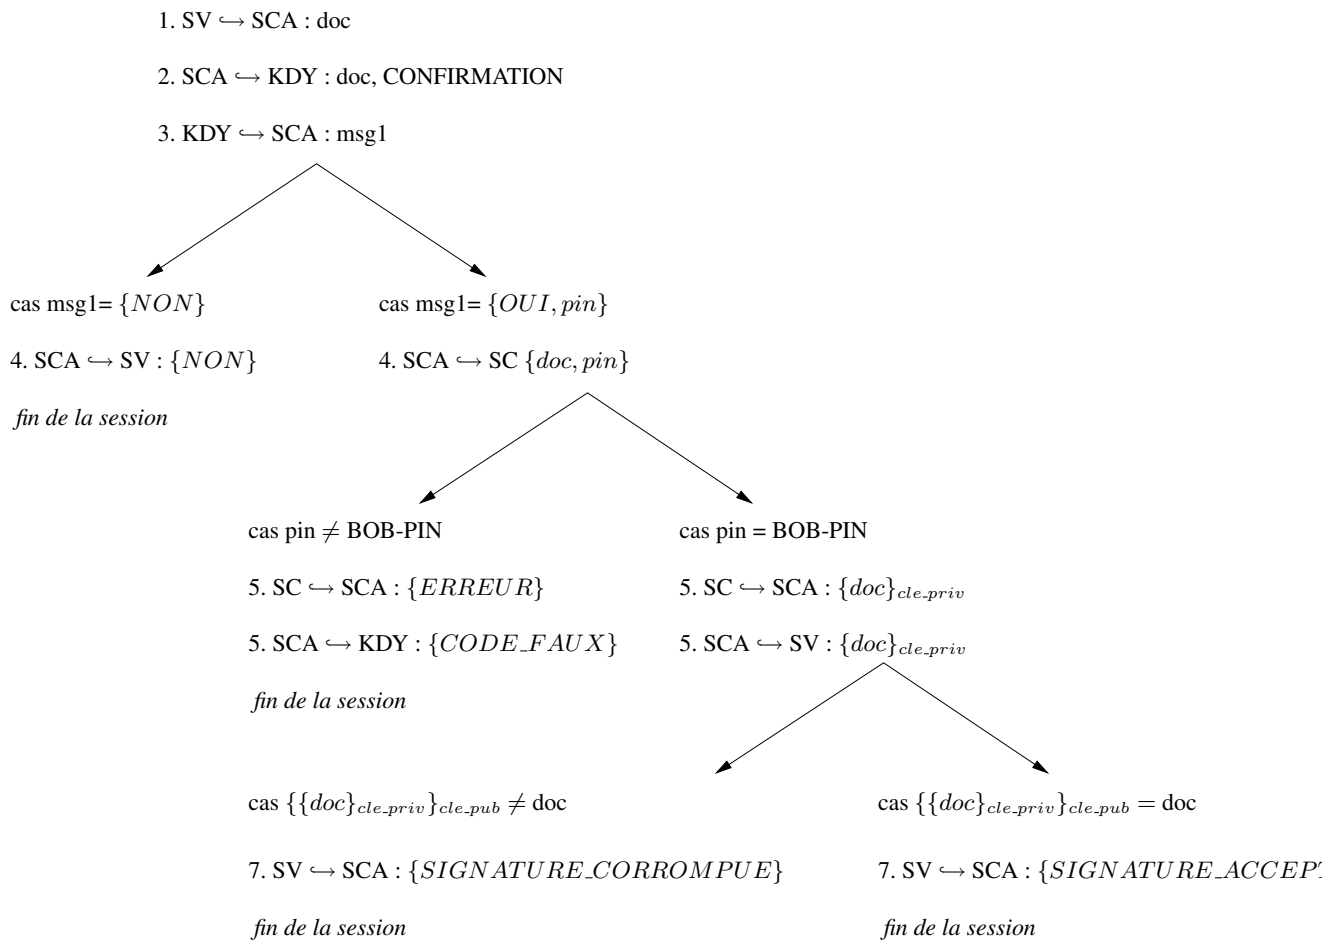 1. SV ↪ SCA : doc
2. SCA ↪ KDY : doc, CONFIRMATION
3. KDY ↪ SCA : msg1
cas msg1= {NON}
cas msg1= {OUI, pin}
4. SCA ↪ SV : {NON}
4. SCA ↪ SC {doc, pin}
fin de la session
cas pin ≠ BOB-PIN
cas pin = BOB-PIN
5. SC ↪ SCA : {ERREUR}
5. SC ↪ SCA : {doc}cle_priv
5. SCA ↪ KDY : {CODE_FAUX}
5. SCA ↪ SV : {doc}cle_priv
fin de la session
cas {{doc}cle_priv}cle_pub ≠ doc
cas {{doc}cle_priv}cle_pub = doc
7. SV ↪ SCA : {SIGNATURE_CORROMPUE}
7. SV ↪ SCA : {SIGNATURE_ACCEP
fin de la session
fin de la session